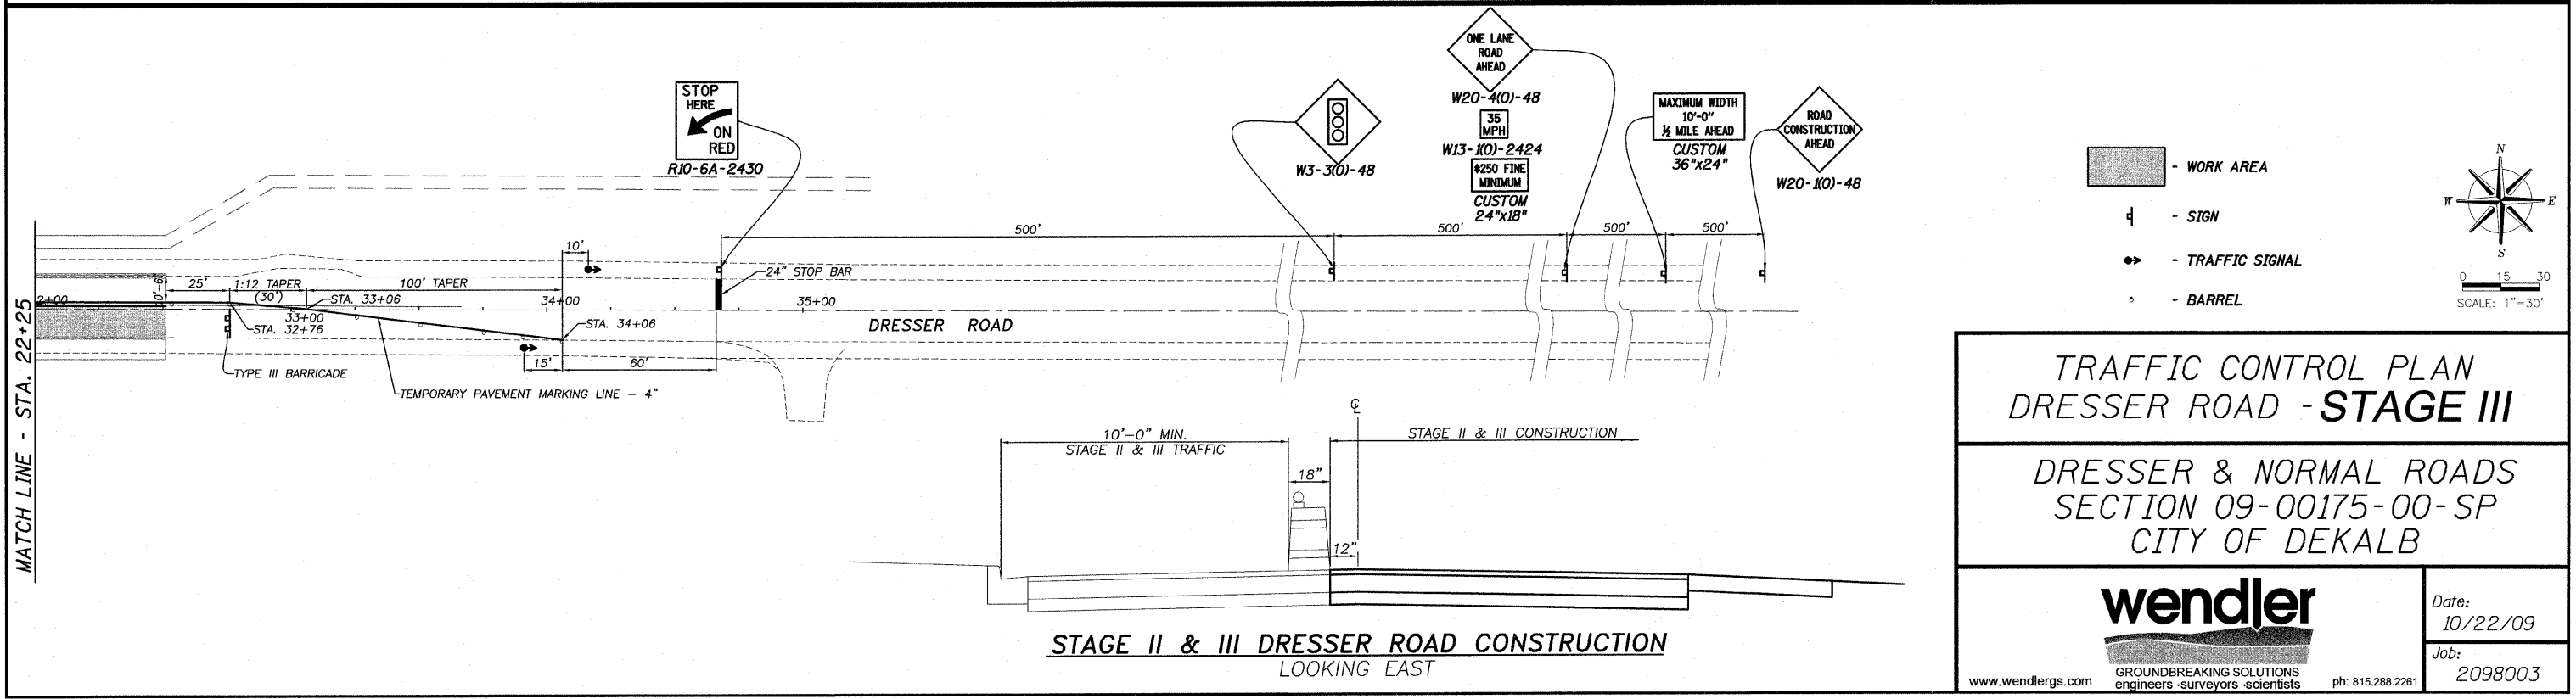 ONE LANE
ROAD
AHEAD
W20-4(O)-48
35
MPH
W13-1(O)-2424
$250 FINE
MINIMUM
CUSTOM
24"x18"
STOP
HERE
ON
RED
R10-6A-2430
W3-3(O)-48
MAXIMUM WIDTH
10'-0"
½ MILE AHEAD
CUSTOM
36"x24"
ROAD
CONSTRUCTION
AHEAD
W20-1(O)-48
- WORK AREA
- SIGN
- TRAFFIC SIGNAL
- BARREL
N
W
E
S
0 15 30
SCALE: 1"=30'
500'
500'
500'
500'
10'
24" STOP BAR
25'
1:12 TAPER
(30')
100' TAPER
10'-6"
2+00
STA. 33+06
33+00
34+00
35+00
STA. 32+76
STA. 34+06
DRESSER ROAD
15'
60'
TYPE III BARRICADE
TEMPORARY PAVEMENT MARKING LINE - 4"
MATCH LINE - STA. 22+25
10'-0" MIN.
STAGE II & III TRAFFIC
℄
STAGE II & III CONSTRUCTION
18"
12"
STAGE II & III DRESSER ROAD CONSTRUCTION
LOOKING EAST
TRAFFIC CONTROL PLAN
DRESSER ROAD - STAGE III
DRESSER & NORMAL ROADS
SECTION 09-00175-00-SP
CITY OF DEKALB
wendler
GROUNDBREAKING SOLUTIONS
www.wendlergs.com engineers·surveyors·scientists ph: 815.288.2261
Date:
10/22/09
Job:
2098003